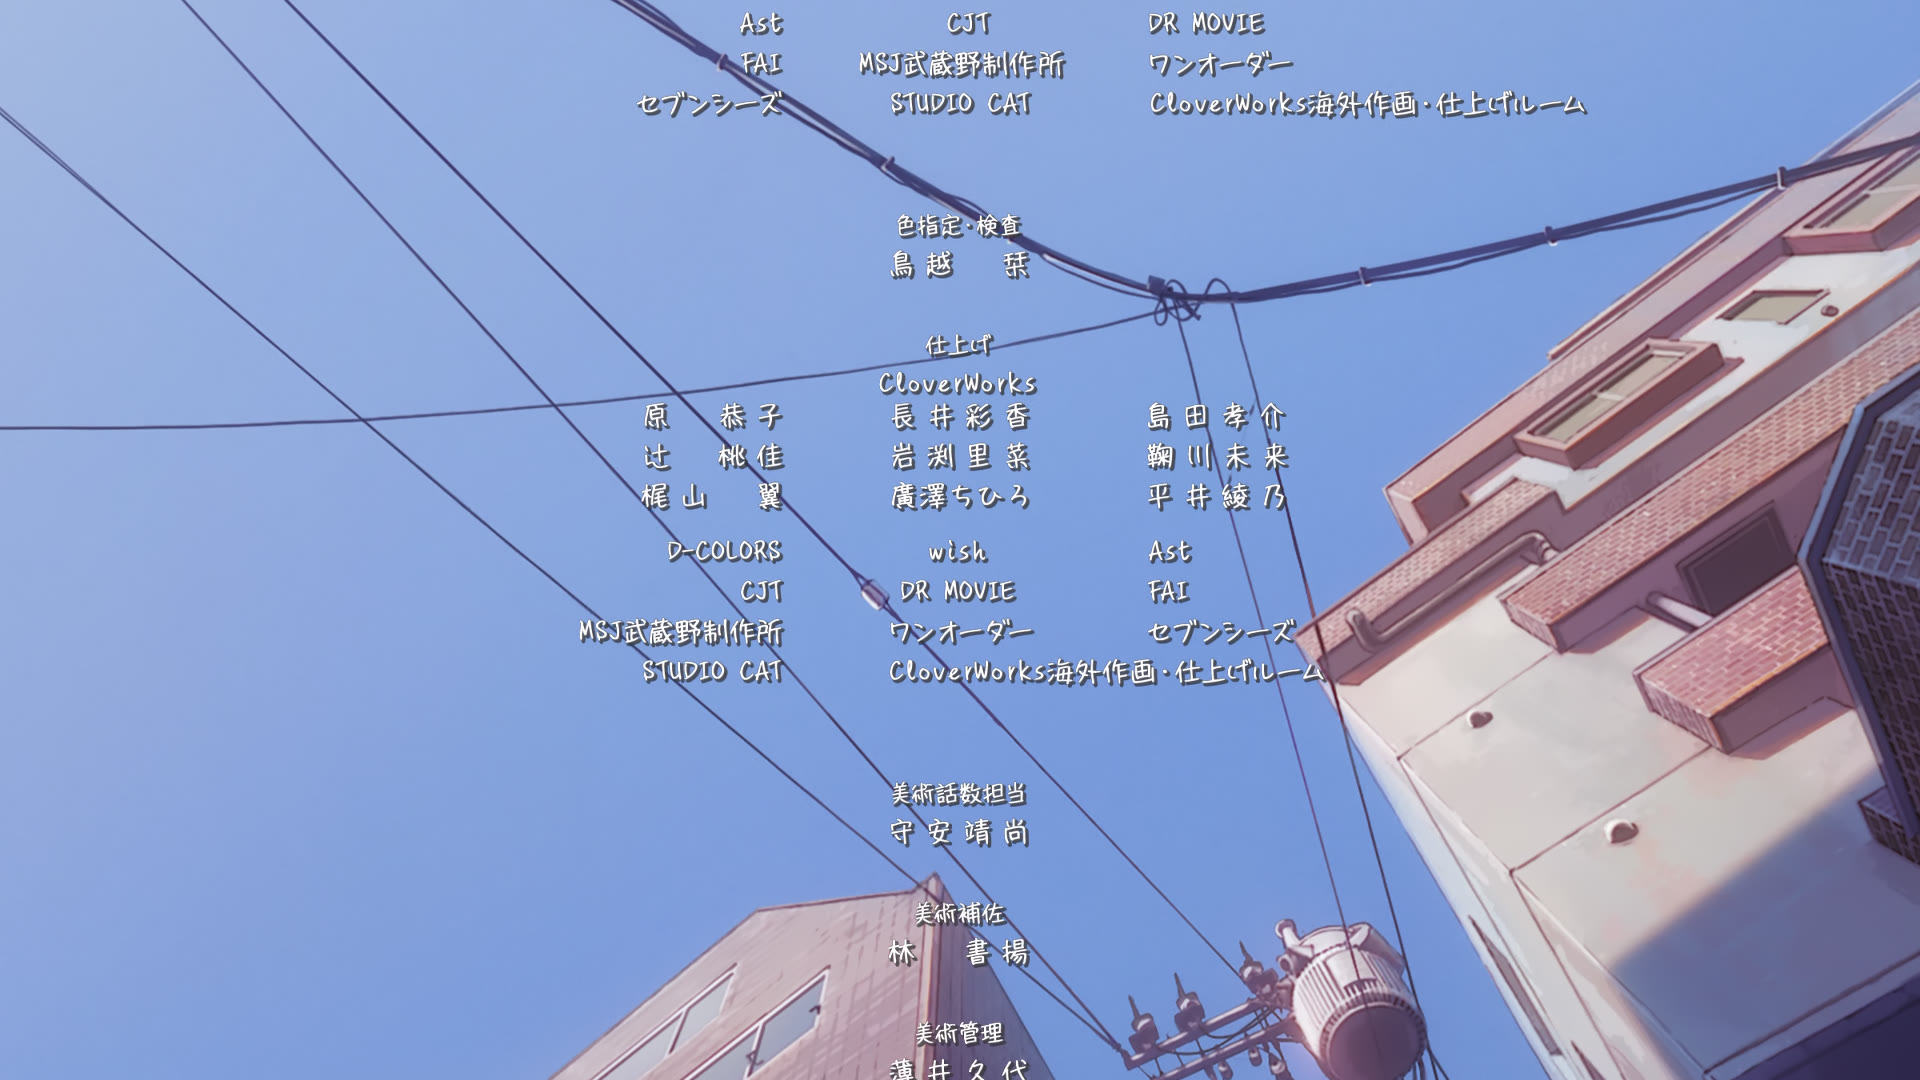 Ast CJT DR MOVIE
FAI MSJ武蔵野制作所 ワンオーダー
セブンシーズ STUDIO CAT CloverWorks海外作画・仕上げルーム
色指定・検査
鳥越 栞
仕上げ
CloverWorks
原 恭子 長井彩香 島田孝介
辻 桃佳 岩渕里菜 鞠川未来
梶山 翼 廣澤ちひろ 平井綾乃
D-COLORS wish Ast
CJT DR MOVIE FAI
MSJ武蔵野制作所 ワンオーダー セブンシーズ
STUDIO CAT CloverWorks海外作画・仕上げルーム
美術話数担当
守安靖尚
美術補佐
林 書揚
美術管理
薄井久代